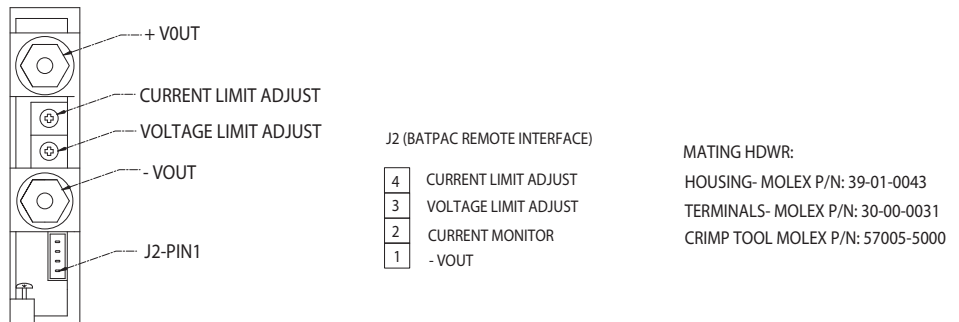 + V0UT
CURRENT LIMIT ADJUST
VOLTAGE LIMIT ADJUST
- VOUT
J2-PIN1
J2 (BATPAC REMOTE INTERFACE)
4 CURRENT LIMIT ADJUST
3 VOLTAGE LIMIT ADJUST
2 CURRENT MONITOR
1 - VOUT
MATING HDWR:
HOUSING- MOLEX P/N: 39-01-0043
TERMINALS- MOLEX P/N: 30-00-0031
CRIMP TOOL MOLEX P/N: 57005-5000